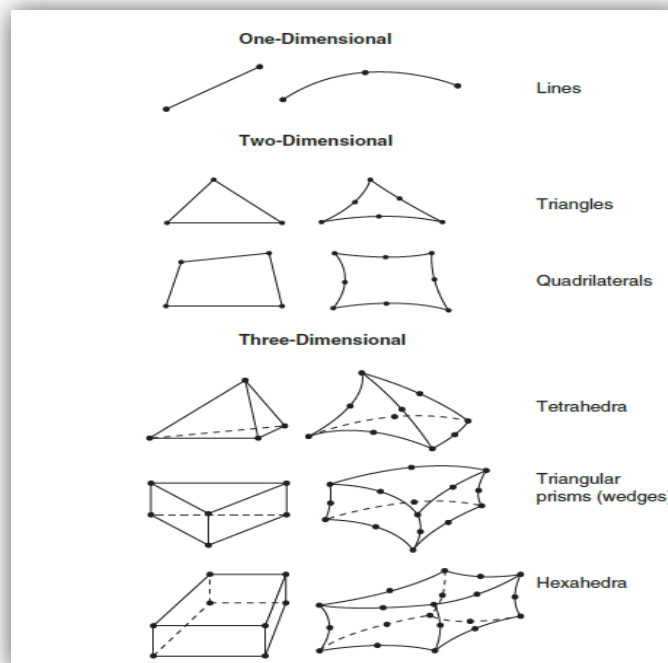 One-Dimensional
Lines
Two-Dimensional
Triangles
Quadrilaterals
Three-Dimensional
Tetrahedra
Triangular
prisms (wedges)
Hexahedra